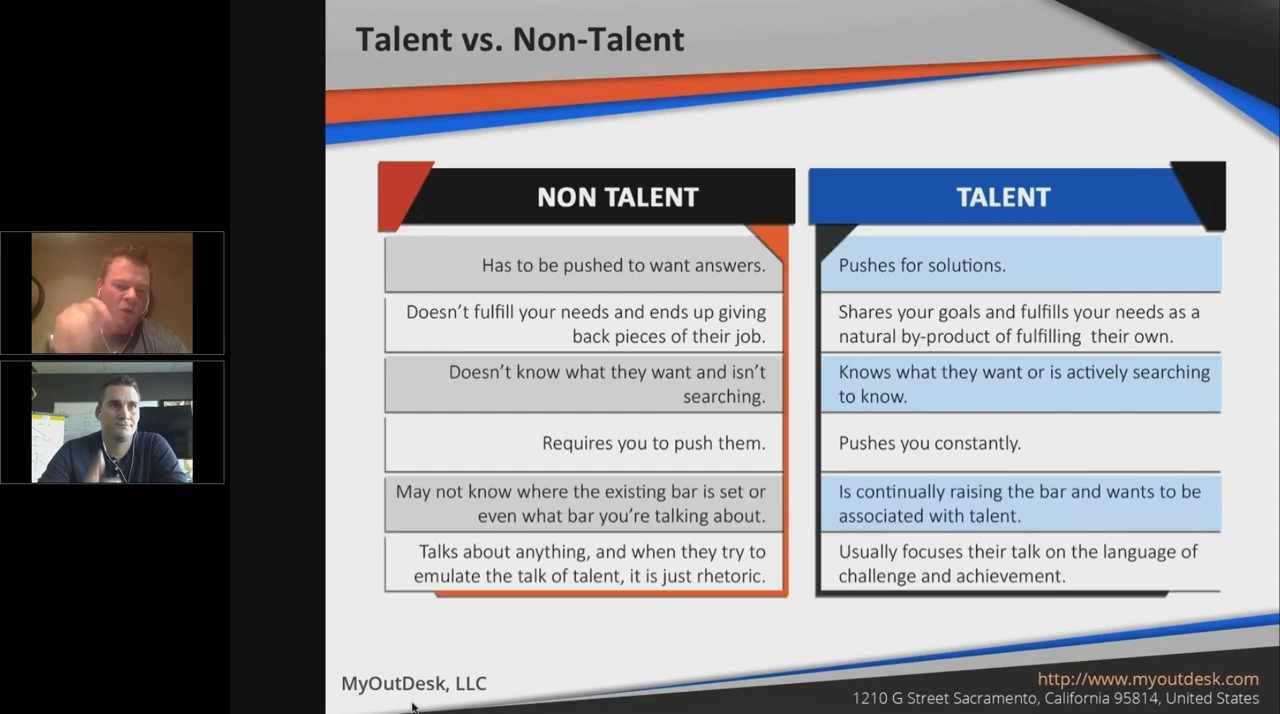 Talent vs. Non-Talent
NON TALENT
TALENT
Has to be pushed to want answers.
Pushes for solutions.
Doesn’t fulfill your needs and ends up giving
back pieces of their job.
Shares your goals and fulfills your needs as a
natural by-product of fulfilling  their own.
Doesn’t know what they want and isn’t
searching.
Knows what they want or is actively searching
to know.
Requires you to push them.
Pushes you constantly.
May not know where the existing bar is set or
even what bar you’re talking about.
Is continually raising the bar and wants to be
associated with talent.
Talks about anything, and when they try to
emulate the talk of talent, it is just rhetoric.
Usually focuses their talk on the language of
challenge and achievement.
MyOutDesk, LLC
http://www.myoutdesk.com
1210 G Street Sacramento, California 95814, United States